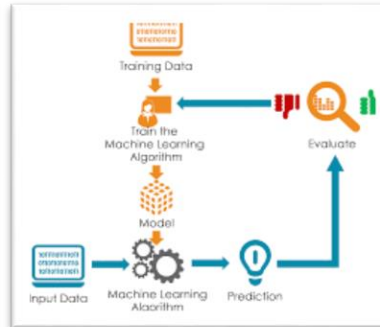 Training Data
Train the
Machine Learning
Algorithm
Evaluate
Model
Input Data
Machine Learning
Algorithm
Prediction